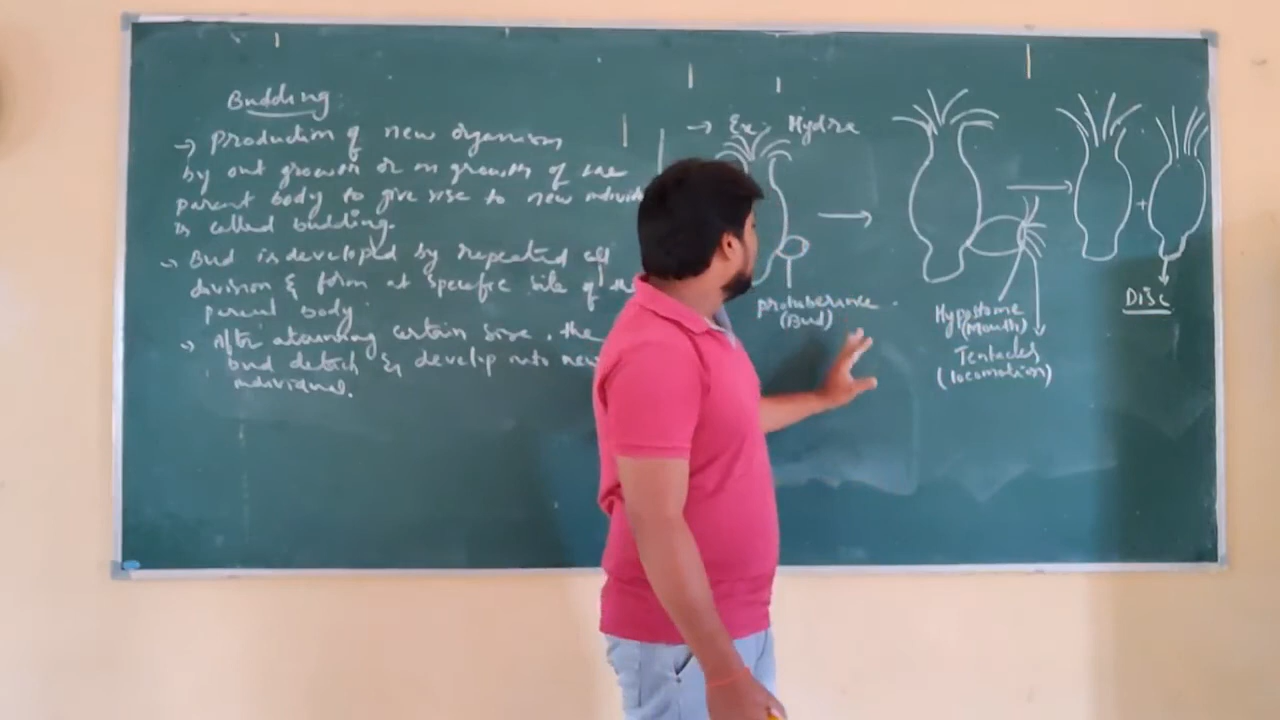 Budding
→ Production of new organism
by out growth or in growth of the
parent body to give rise to new individ
is called budding.
→ Bud is developed by repeated cell
division & form at specific site of the
parent body.
→ After attaining certain size, the
bud detach & develop into new
individual.
→ Ex: Hydra
protuberance.
(Bud)
Hypostome
(Mouth)
Tentacles
(locomotion)
+
Disc